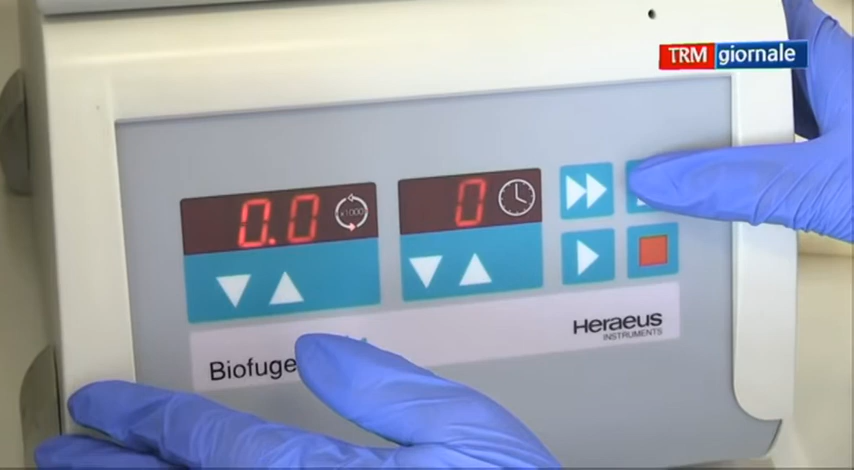 TRM giornale
0.0
x1000
0
Heraeus
INSTRUMENTS
Biofuge